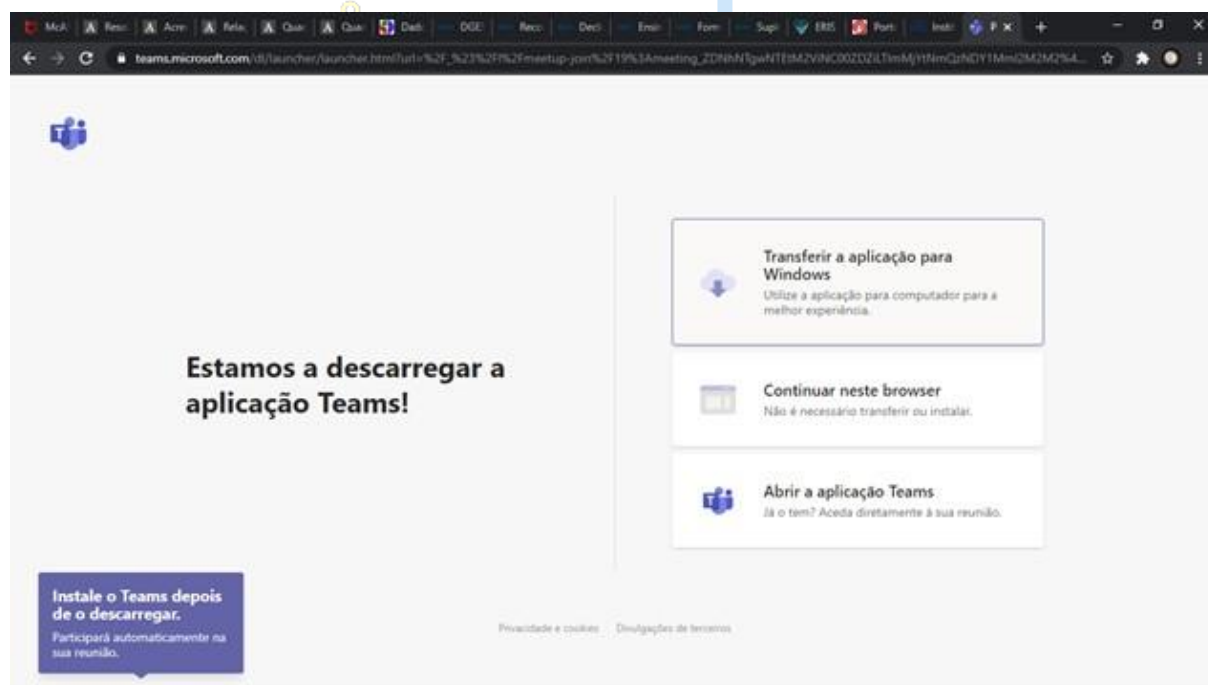 teams.microsoft.com
Transferir a aplicação para
Windows
Utilize a aplicação para computador para a
melhor experiência.
Estamos a descarregar a
aplicação Teams!
Continuar neste browser
Não é necessário transferir ou instalar.
Abrir a aplicação Teams
Já o tem? Aceda diretamente à sua reunião.
Instale o Teams depois
de o descarregar.
Participará automaticamente na
sua reunião.
Privacidade e cookies
Divulgações de terceiros